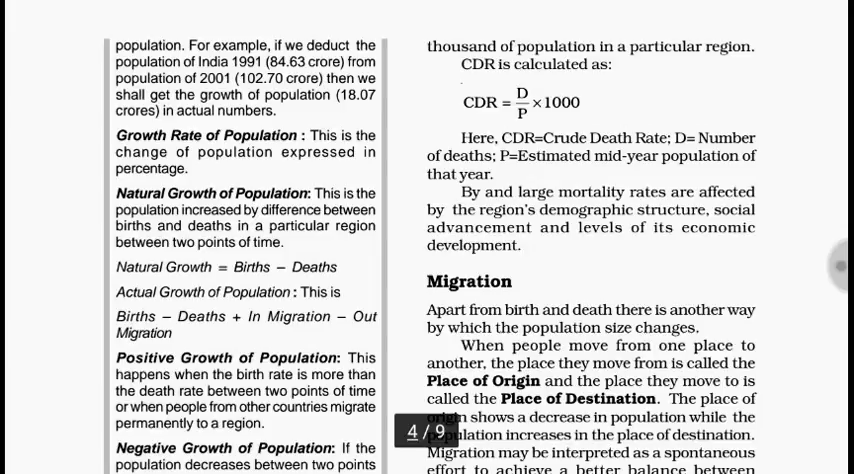 population. For example, if we deduct the
population of India 1991 (84.63 crore) from
population of 2001 (102.70 crore) then we
shall get the growth of population (18.07
crores) in actual numbers.
Growth Rate of Population : This is the
change of population expressed in
percentage.
Natural Growth of Population: This is the
population increased by difference between
births and deaths in a particular region
between two points of time.
Natural Growth = Births – Deaths
Actual Growth of Population : This is
Births – Deaths + In Migration – Out
Migration
Positive Growth of Population: This
happens when the birth rate is more than
the death rate between two points of time
or when people from other countries migrate
permanently to a region.
Negative Growth of Population: If the
population decreases between two points
thousand of population in a particular region.
CDR is calculated as:
CDR = D/P × 1000
Here, CDR=Crude Death Rate; D= Number
of deaths; P=Estimated mid-year population of
that year.
By and large mortality rates are affected
by the region's demographic structure, social
advancement and levels of its economic
development.
Migration
Apart from birth and death there is another way
by which the population size changes.
When people move from one place to
another, the place they move from is called the
Place of Origin and the place they move to is
called the Place of Destination. The place of
origin shows a decrease in population while the
population increases in the place of destination.
Migration may be interpreted as a spontaneous
effort to achieve a better balance between
4 / 9